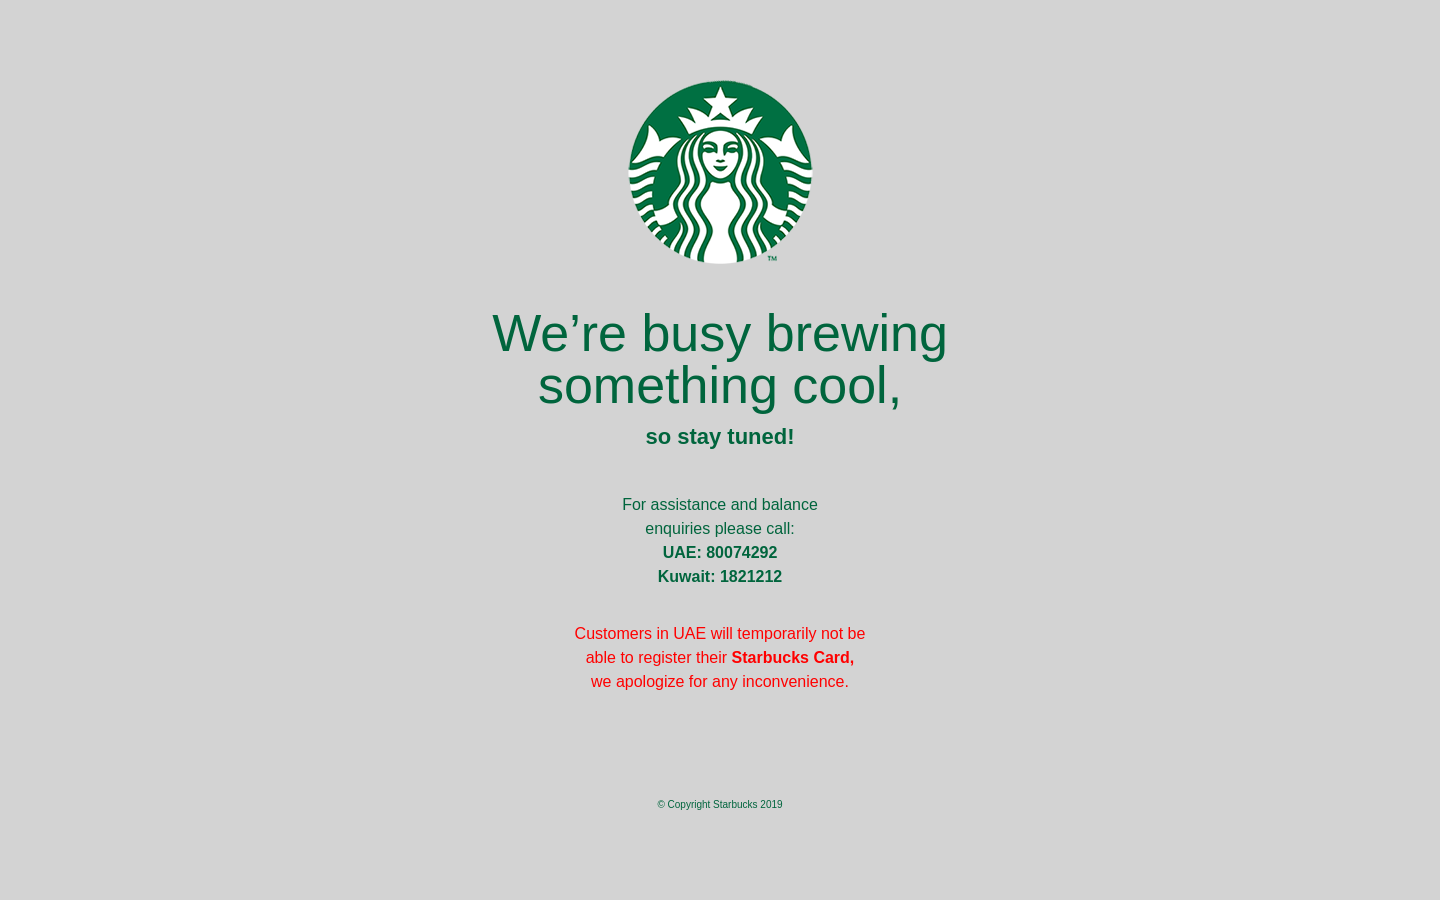 TM
We’re busy brewing
something cool,
so stay tuned!
For assistance and balance
enquiries please call:
UAE: 80074292
Kuwait: 1821212
Customers in UAE will temporarily not be
able to register their Starbucks Card,
we apologize for any inconvenience.
© Copyright Starbucks 2019